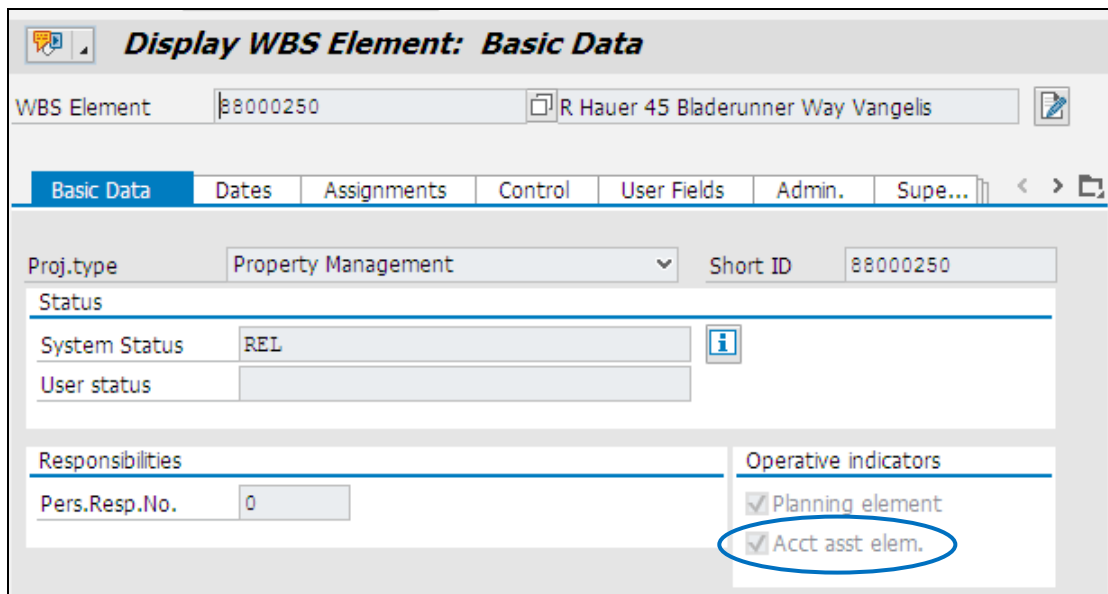 Display WBS Element: Basic Data
WBS Element 88000250 R Hauer 45 Bladerunner Way Vangelis
Basic Data Dates Assignments Control User Fields Admin. Supe...
Proj.type Property Management Short ID 88000250
Status
System Status REL
User status
Responsibilities Operative indicators
Pers.Resp.No. 0 Planning element
Acct asst elem.